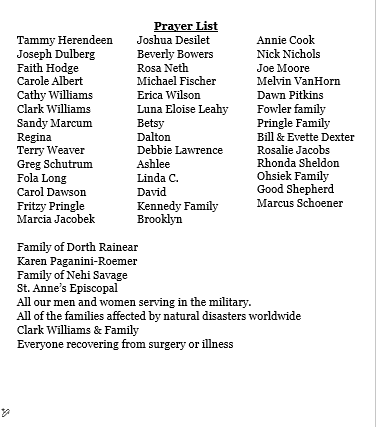 Prayer List
Tammy Herendeen
Joseph Dulberg
Faith Hodge
Carole Albert
Cathy Williams
Clark Williams
Sandy Marcum
Regina
Terry Weaver
Greg Schutrum
Fola Long
Carol Dawson
Fritzy Pringle
Marcia Jacobek
Joshua Desilet
Beverly Bowers
Rosa Neth
Michael Fischer
Erica Wilson
Luna Eloise Leahy
Betsy
Dalton
Debbie Lawrence
Ashlee
Linda C.
David
Kennedy Family
Brooklyn
Annie Cook
Nick Nichols
Joe Moore
Melvin VanHorn
Dawn Pitkins
Fowler family
Pringle Family
Bill & Evette Dexter
Rosalie Jacobs
Rhonda Sheldon
Ohsiek Family
Good Shepherd
Marcus Schoener
Family of Dorth Rainear
Karen Paganini-Roemer
Family of Nehi Savage
St. Anne’s Episcopal
All our men and women serving in the military.
All of the families affected by natural disasters worldwide
Clark Williams & Family
Everyone recovering from surgery or illness